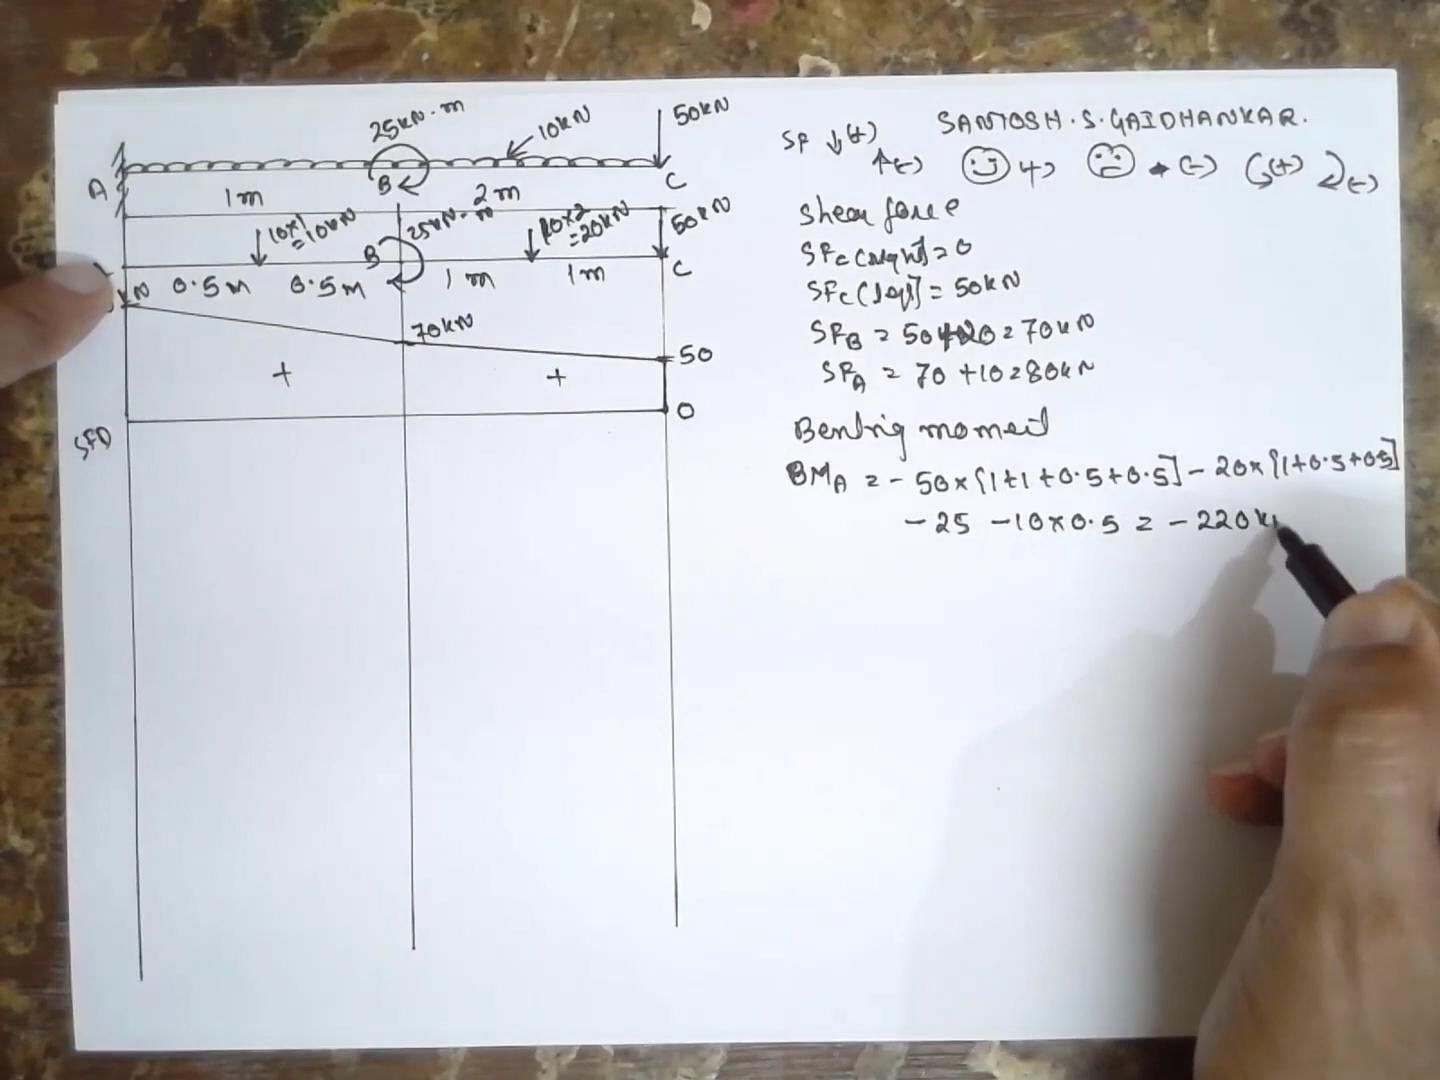 SANTOSH.S.GAIDHANKAR.
SF ↓(+)
↑(-) (+) (-) (+) (-)
25kN.m
10kN
50kN
A
B
C
1m
2m
10×1
=10kN
25kN.m
10×2
=20kN
50kN
B
C
0.5m
0.5m
1m
1m
N
70kN
50
+
+
0
SFD
Shear force
SFc(right)=0
SFc(left)=50kN
SFB = 50+20=70kN
SFA = 70+10=80kN
Bending moment
BMA = -50×[1+1+0.5+0.5]-20×[1+0.5+0.5]
-25 -10×0.5 = -220k